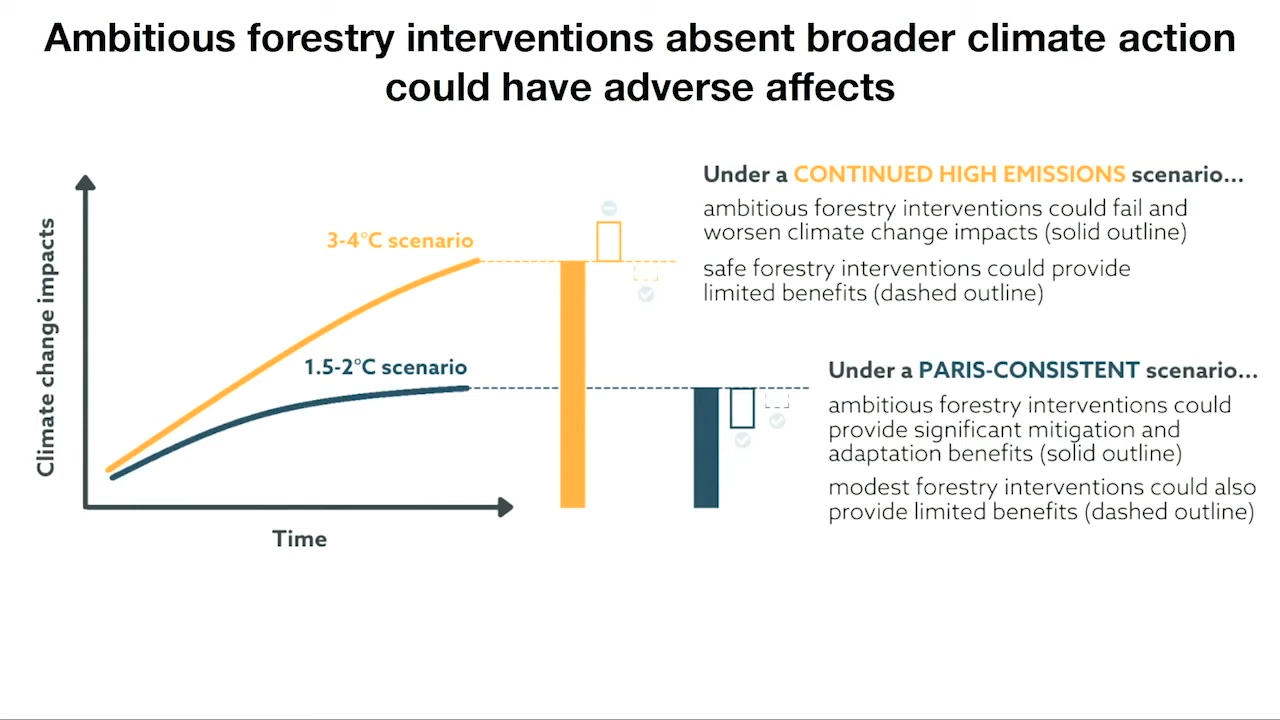 Ambitious forestry interventions absent broader climate action
could have adverse affects
Climate change impacts
3-4°C scenario
1.5-2°C scenario
Time
Under a CONTINUED HIGH EMISSIONS scenario...
ambitious forestry interventions could fail and
worsen climate change impacts (solid outline)
safe forestry interventions could provide
limited benefits (dashed outline)
Under a PARIS-CONSISTENT scenario...
ambitious forestry interventions could
provide significant mitigation and
adaptation benefits (solid outline)
modest forestry interventions could also
provide limited benefits (dashed outline)